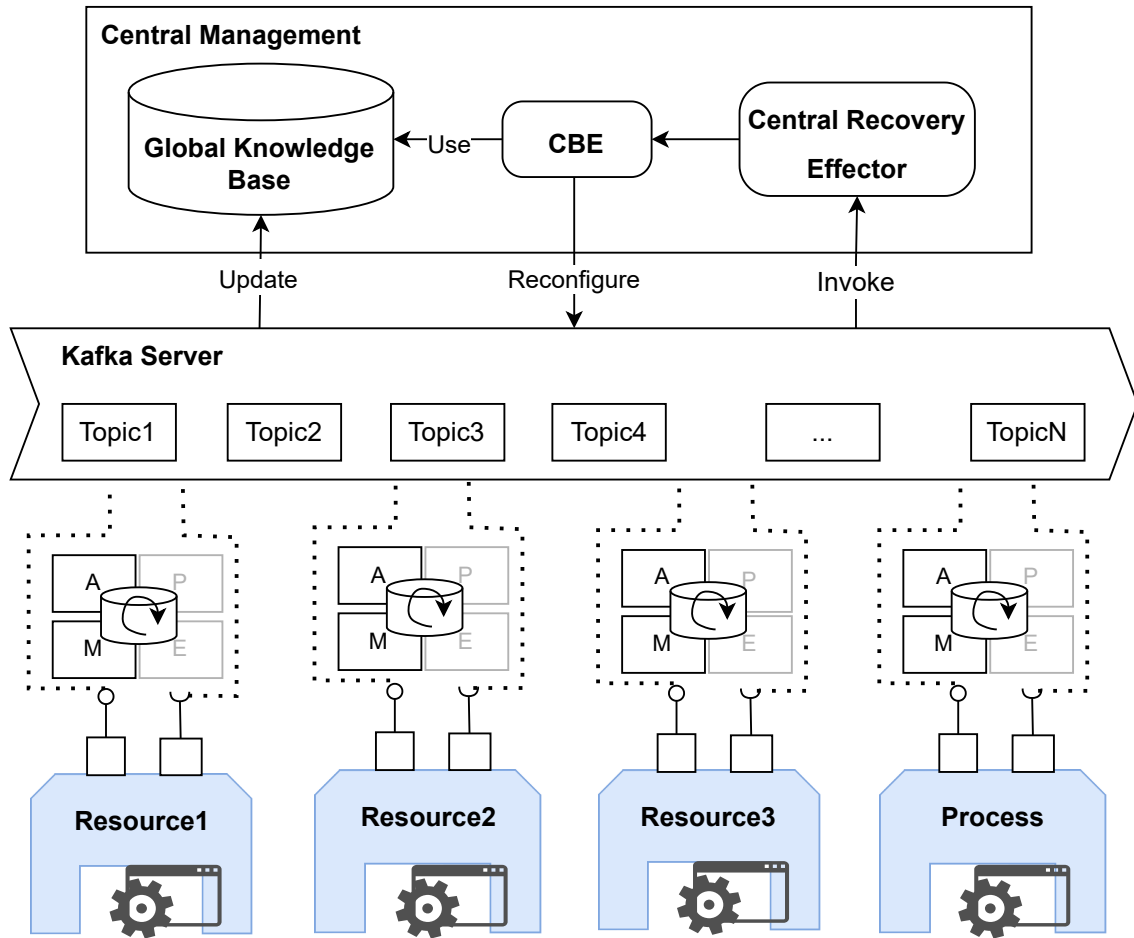 Central Management
Global Knowledge
Base
Use
CBE
Central Recovery
Effector
Update
Reconfigure
Invoke
Kafka Server
Topic1
Topic2
Topic3
Topic4
...
TopicN
A
P
M
E
A
P
M
E
A
P
M
E
A
P
M
E
Resource1
Resource2
Resource3
Process